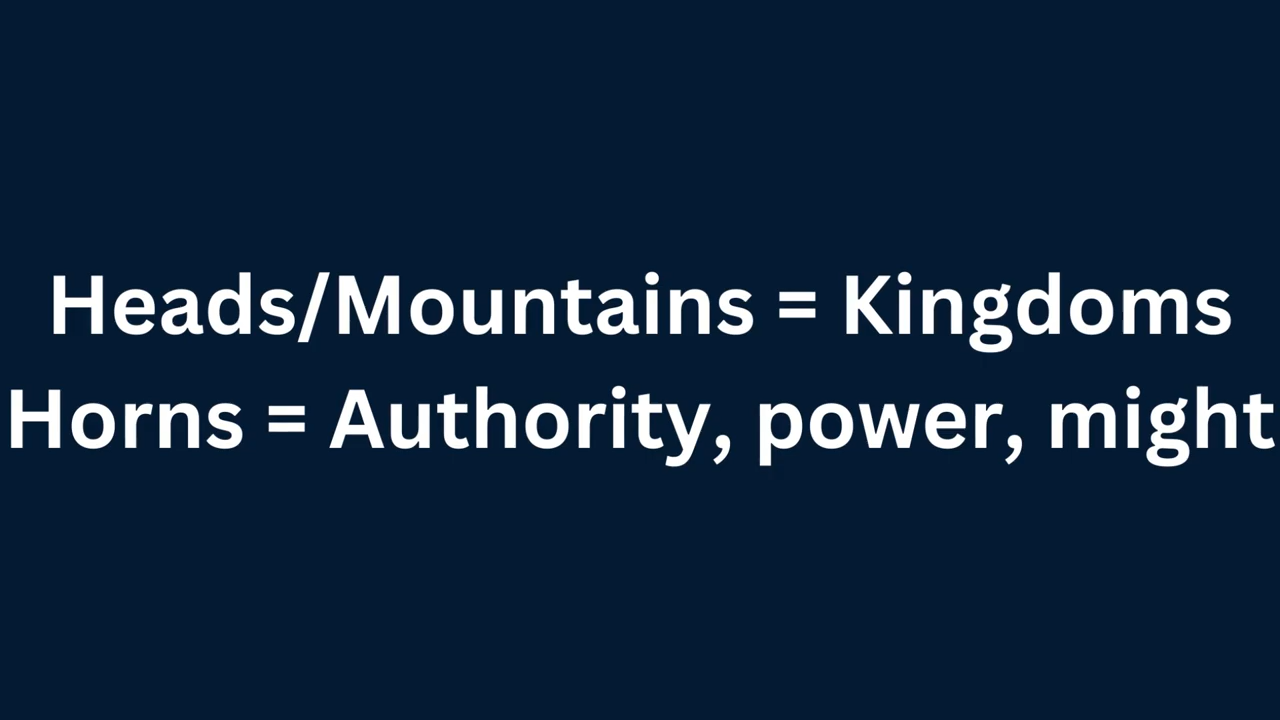 Heads/Mountains = Kingdoms
Horns = Authority, power, might